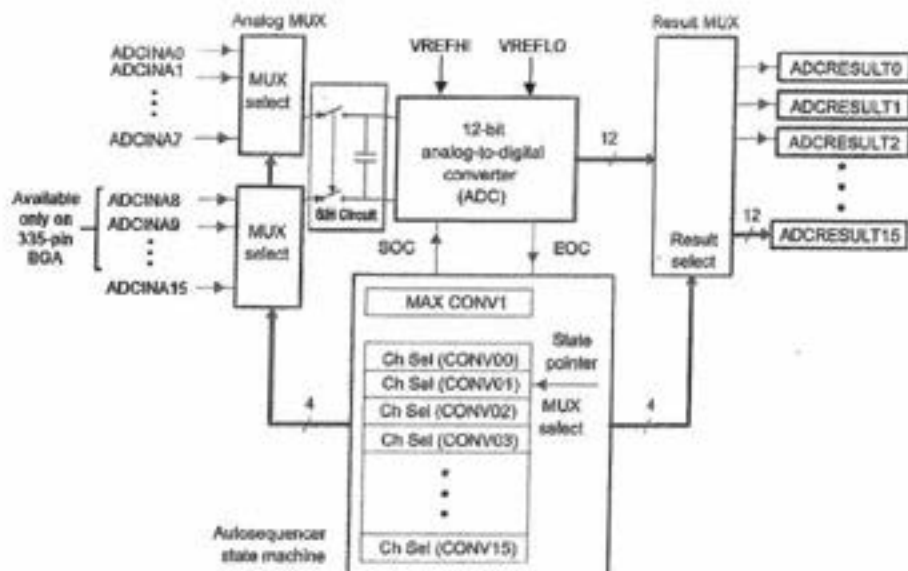 Analog MUX
Result MUX
ADCINA0
ADCINA1
ADCINA7
MUX
select
VREFHI
VREFLO
12-bit
analog-to-digital
converter
(ADC)
12
ADCRESULT0
ADCRESULT1
ADCRESULT2
12
ADCRESULT15
Result
select
Available
only on
335-pin
BGA
ADCINA8
ADCINA9
ADCINA15
MUX
select
S/H Circuit
SOC
EOC
MAX CONV1
Ch Sel (CONV00)
Ch Sel (CONV01)
Ch Sel (CONV02)
Ch Sel (CONV03)
Ch Sel (CONV15)
State
pointer
MUX
select
4
4
Autosequencer
state machine